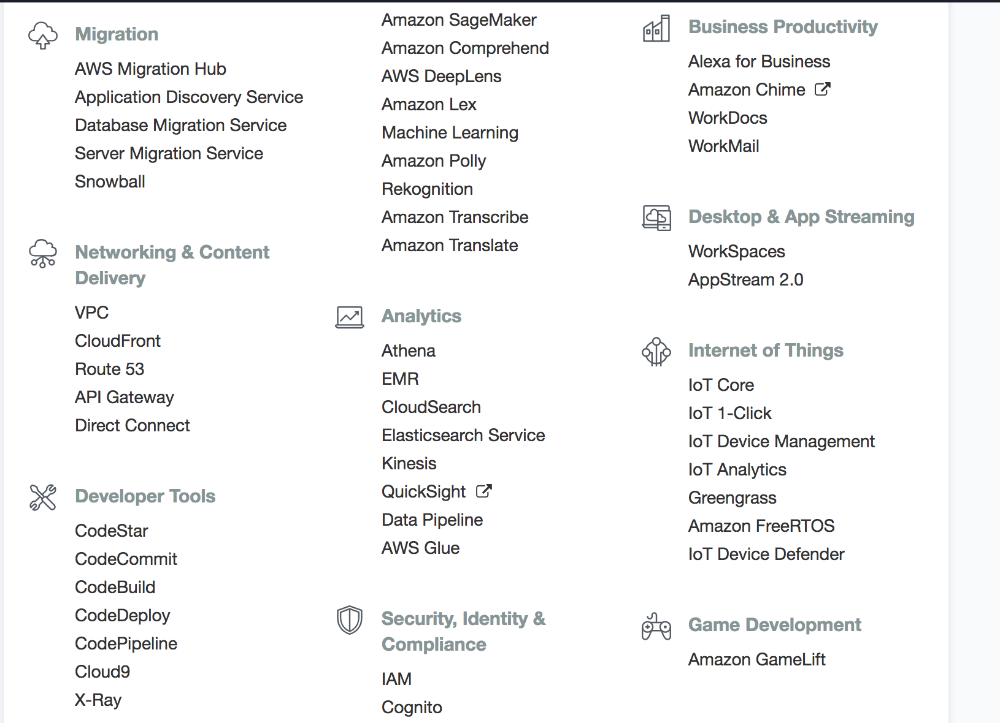 Migration
AWS Migration Hub
Application Discovery Service
Database Migration Service
Server Migration Service
Snowball
Networking & Content
Delivery
VPC
CloudFront
Route 53
API Gateway
Direct Connect
Developer Tools
CodeStar
CodeCommit
CodeBuild
CodeDeploy
CodePipeline
Cloud9
X-Ray
Amazon SageMaker
Amazon Comprehend
AWS DeepLens
Amazon Lex
Machine Learning
Amazon Polly
Rekognition
Amazon Transcribe
Amazon Translate
Analytics
Athena
EMR
CloudSearch
Elasticsearch Service
Kinesis
QuickSight
Data Pipeline
AWS Glue
Security, Identity &
Compliance
IAM
Cognito
Business Productivity
Alexa for Business
Amazon Chime
WorkDocs
WorkMail
Desktop & App Streaming
WorkSpaces
AppStream 2.0
Internet of Things
IoT Core
IoT 1-Click
IoT Device Management
IoT Analytics
Greengrass
Amazon FreeRTOS
IoT Device Defender
Game Development
Amazon GameLift